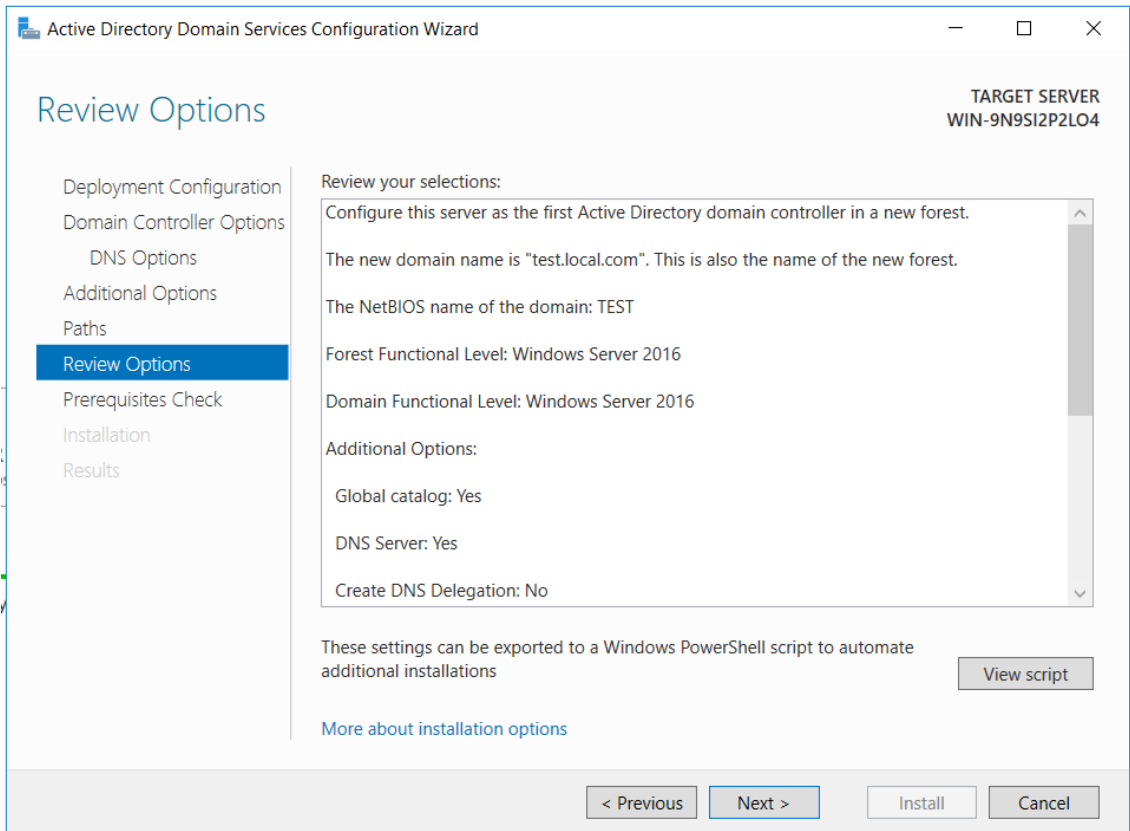 Active Directory Domain Services Configuration Wizard
Review Options
TARGET SERVER
WIN-9N9SI2P2LO4
Deployment Configuration
Domain Controller Options
DNS Options
Additional Options
Paths
Review Options
Prerequisites Check
Installation
Results
Review your selections:
Configure this server as the first Active Directory domain controller in a new forest.
The new domain name is "test.local.com". This is also the name of the new forest.
The NetBIOS name of the domain: TEST
Forest Functional Level: Windows Server 2016
Domain Functional Level: Windows Server 2016
Additional Options:
Global catalog: Yes
DNS Server: Yes
Create DNS Delegation: No
These settings can be exported to a Windows PowerShell script to automate
additional installations
View script
More about installation options
< Previous
Next >
Install
Cancel